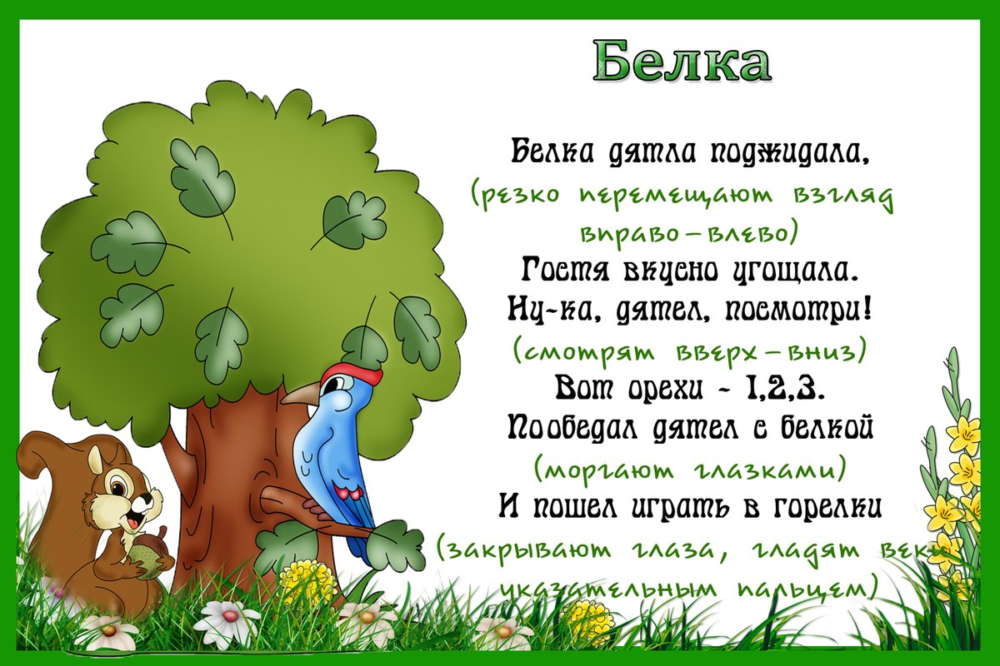 Белка
Белка дятла поджидала,
(резко перемещают взгляд
вправо-влево)
Гостя вкусно угощала.
Ну-ка, дятел, посмотри!
(смотрят вверх-вниз)
Вот орехи - 1,2,3.
Пообедал дятел с белкой
(моргают глазками)
И пошел играть в горелки
(закрывают глаза, гладят веки
указательным пальцем)